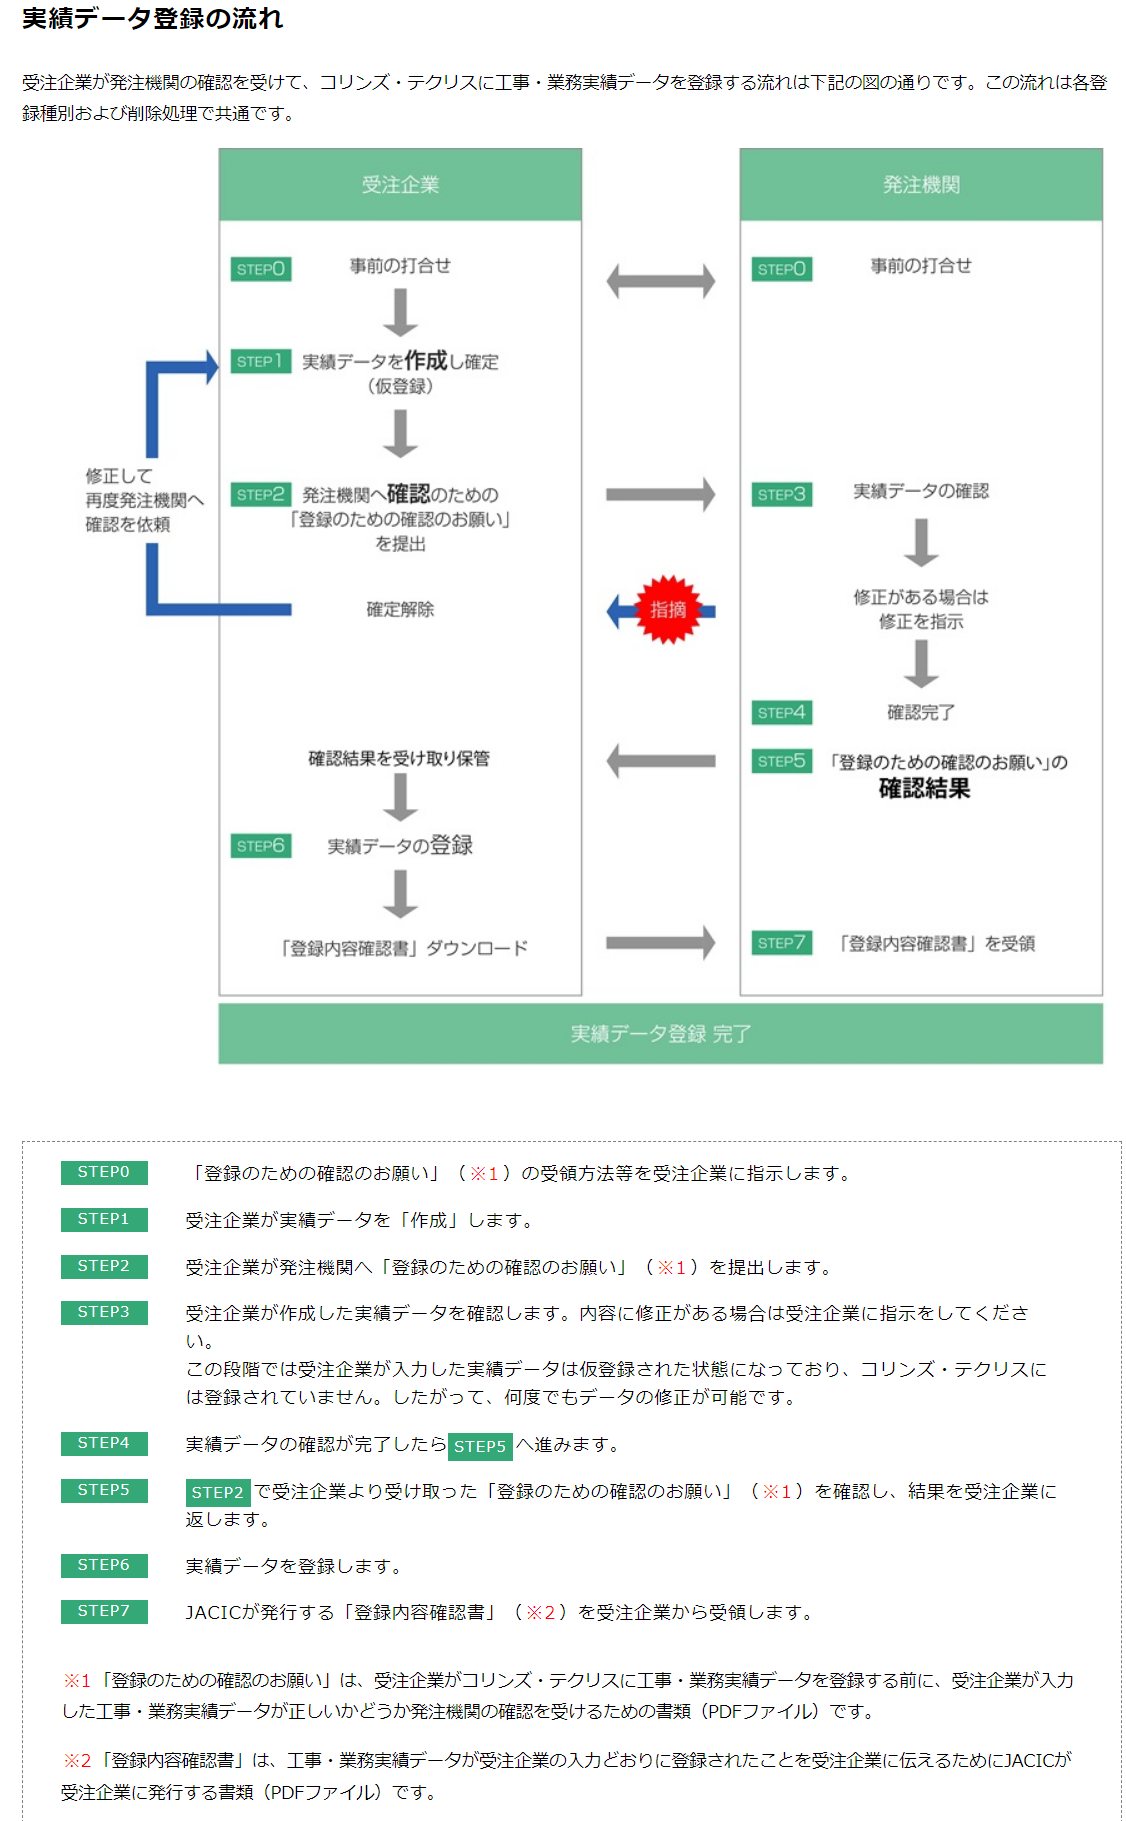 実績データ登録の流れ
受注企業が発注機関の確認を受けて、コリンズ・テクリスに工事・業務実績データを登録する流れは下記の図の通りです。この流れは各登
録種別および削除処理で共通です。
受注企業
発注機関
STEP0 事前の打合せ
STEP0 事前の打合せ
STEP1 実績データを作成し確定
（仮登録）
修正して
再度発注機関へ
確認を依頼
STEP2 発注機関へ確認のための
「登録のための確認のお願い」
を提出
STEP3 実績データの確認
確定解除
指摘
修正がある場合は
修正を指示
STEP4 確認完了
確認結果を受け取り保管
STEP5 「登録のための確認のお願い」の
確認結果
STEP6 実績データの登録
「登録内容確認書」ダウンロード
STEP7 「登録内容確認書」を受領
実績データ登録 完了
STEP0 「登録のための確認のお願い」（※1）の受領方法等を受注企業に指示します。
STEP1 受注企業が実績データを「作成」します。
STEP2 受注企業が発注機関へ「登録のための確認のお願い」（※1）を提出します。
STEP3 受注企業が作成した実績データを確認します。内容に修正がある場合は受注企業に指示をしてくださ
い。
この段階では受注企業が入力した実績データは仮登録された状態になっており、コリンズ・テクリスに
は登録されていません。したがって、何度でもデータの修正が可能です。
STEP4 実績データの確認が完了したらSTEP5へ進みます。
STEP5 STEP2で受注企業より受け取った「登録のための確認のお願い」（※1）を確認し、結果を受注企業に
返します。
STEP6 実績データを登録します。
STEP7 JACICが発行する「登録内容確認書」（※2）を受注企業から受領します。
※1「登録のための確認のお願い」は、受注企業がコリンズ・テクリスに工事・業務実績データを登録する前に、受注企業が入力
した工事・業務実績データが正しいかどうか発注機関の確認を受けるための書類（PDFファイル）です。
※2「登録内容確認書」は、工事・業務実績データが受注企業の入力どおりに登録されたことを受注企業に伝えるためにJACICが
受注企業に発行する書類（PDFファイル）です。